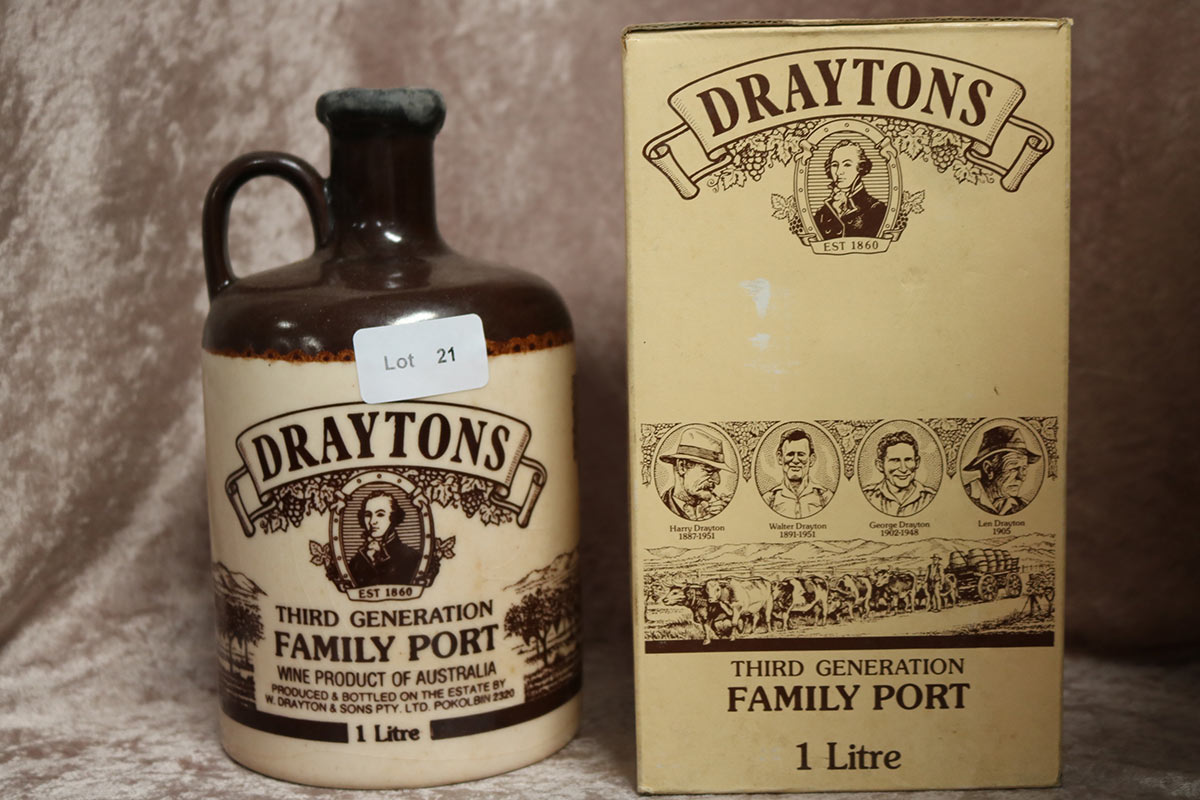 Lot 21
DRAYTONS
EST 1860
THIRD GENERATION
FAMILY PORT
WINE PRODUCT OF AUSTRALIA
PRODUCED & BOTTLED ON THE ESTATE BY
W. DRAYTON & SONS PTY. LTD. POKOLBIN 2320
1 Litre
DRAYTONS
EST 1860
Harry Drayton
1887-1951
Walter Drayton
1891-1951
George Drayton
1902-1948
Len Drayton
1905
THIRD GENERATION
FAMILY PORT
1 Litre